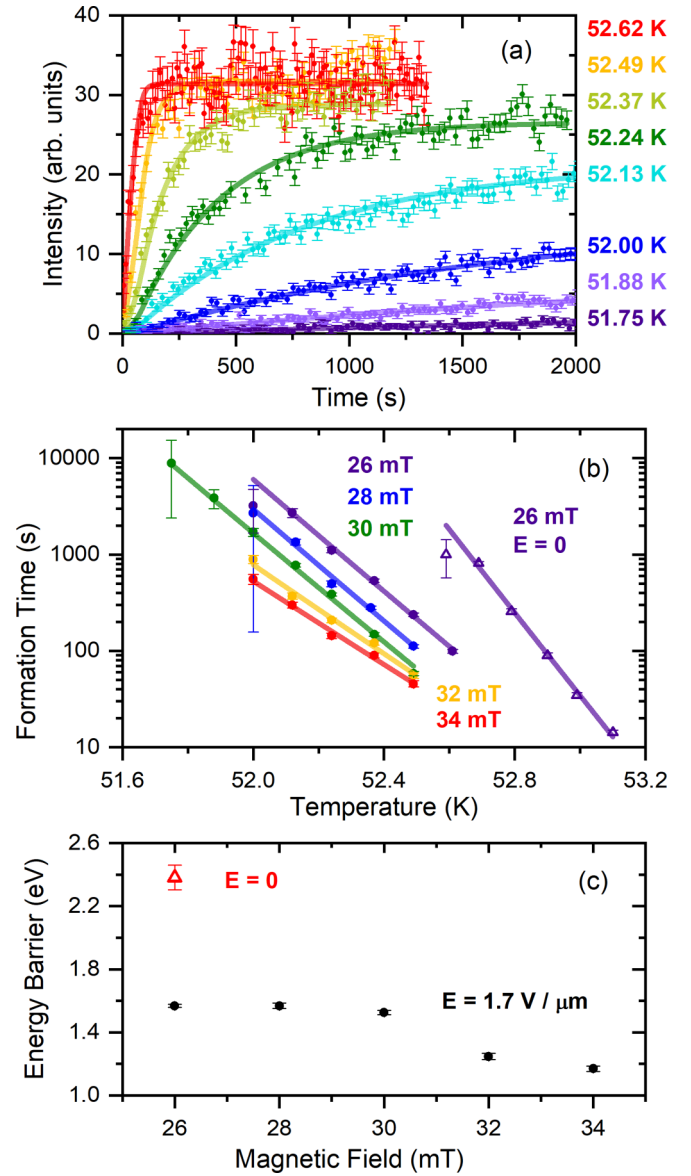 (a)
52.62 K
52.49 K
52.37 K
52.24 K
52.13 K
52.00 K
51.88 K
51.75 K
40
30
20
10
0
Intensity (arb. units)
0 500 1000 1500 2000
Time (s)
(b)
26 mT
28 mT
30 mT
26 mT
E = 0
32 mT
34 mT
10000
1000
100
10
Formation Time (s)
51.6 52.0 52.4 52.8 53.2
Temperature (K)
(c)
E = 0
E = 1.7 V / μm
2.6
2.2
1.8
1.4
1.0
Energy Barrier (eV)
26 28 30 32 34
Magnetic Field (mT)